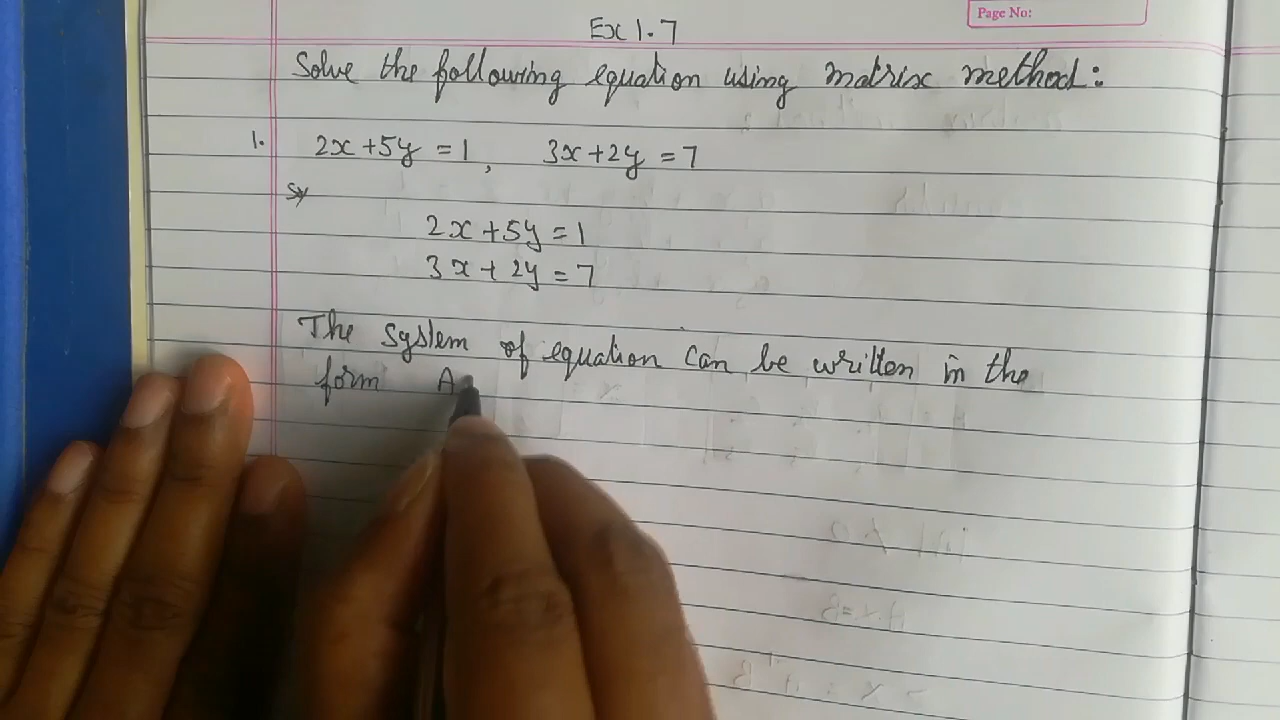 Page No:
Ex 1.7
Solve the following equation using matrix method:
1. 2x+5y=1, 3x+2y=7
2x+5y=1
3x+2y=7
The system of equation can be written in the
form A